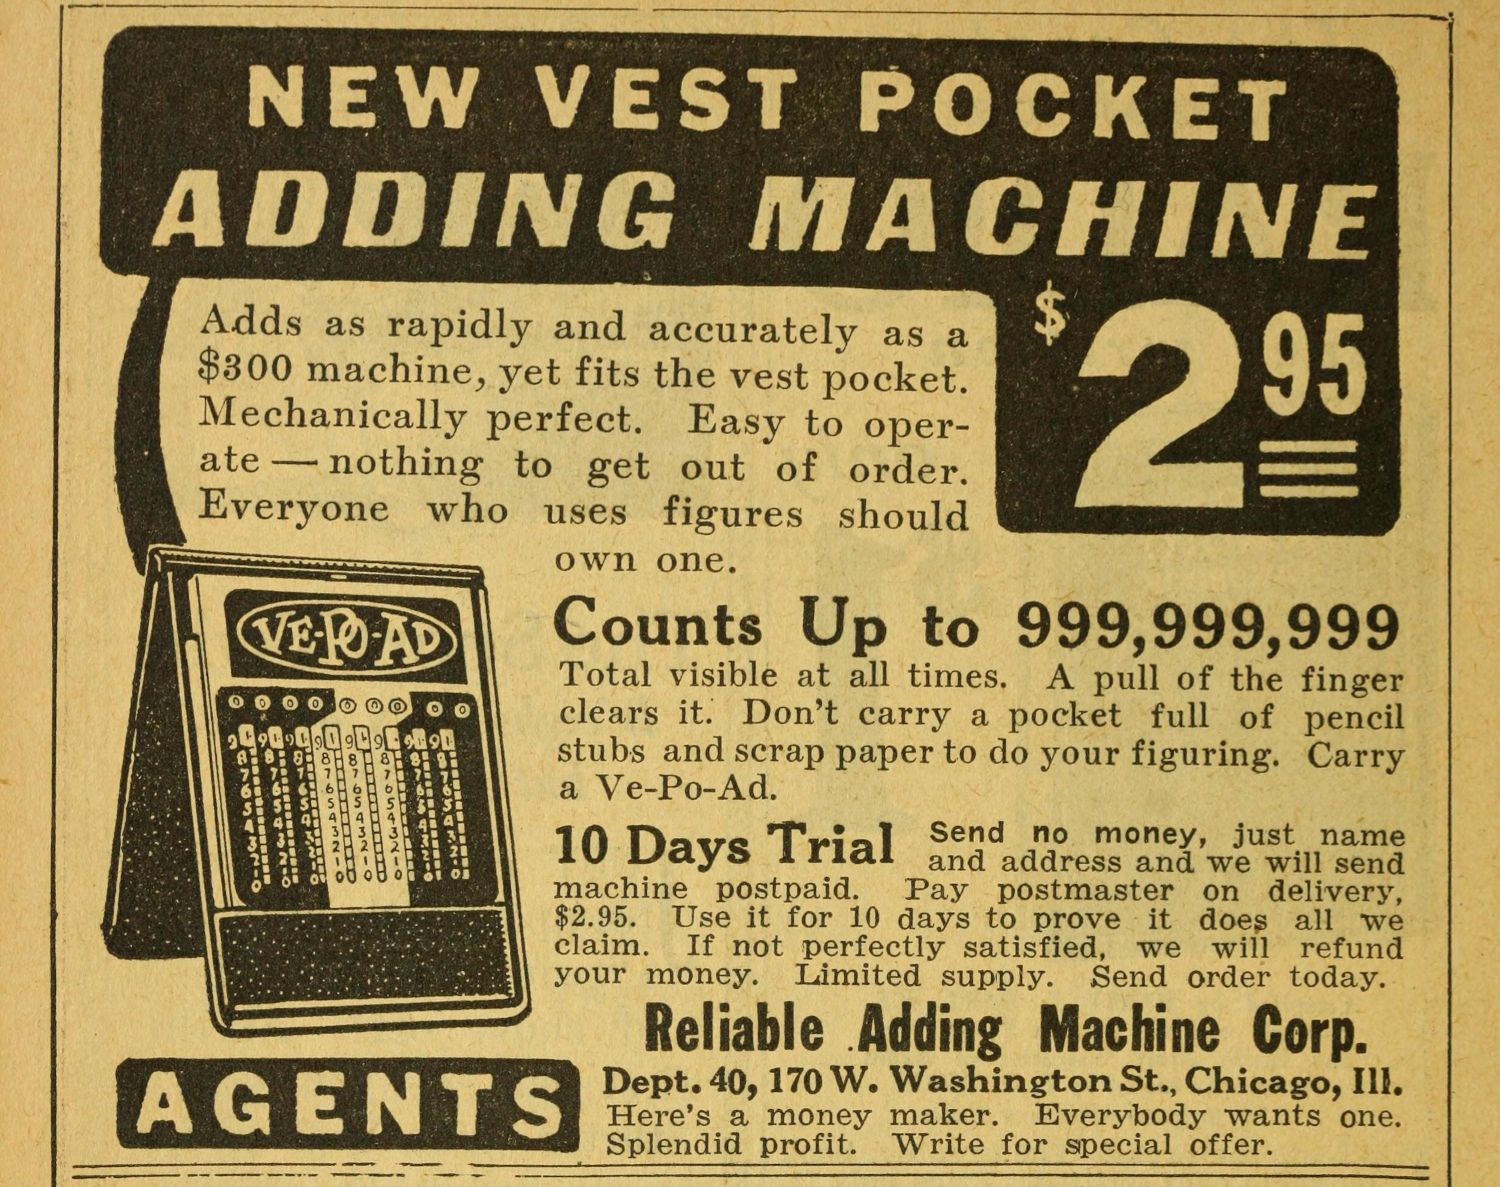 NEW VEST POCKET
ADDING MACHINE
$2 95
Adds as rapidly and accurately as a
$300 machine, yet fits the vest pocket.
Mechanically perfect. Easy to oper-
ate — nothing to get out of order.
Everyone who uses figures should
own one.
VE-PO-AD
Counts Up to 999,999,999
Total visible at all times. A pull of the finger
clears it. Don't carry a pocket full of pencil
stubs and scrap paper to do your figuring. Carry
a Ve-Po-Ad.
10 Days Trial Send no money, just name
and address and we will send
machine postpaid. Pay postmaster on delivery,
$2.95. Use it for 10 days to prove it does all we
claim. If not perfectly satisfied, we will refund
your money. Limited supply. Send order today.
Reliable Adding Machine Corp.
Dept. 40, 170 W. Washington St., Chicago, Ill.
AGENTS
Here's a money maker. Everybody wants one.
Splendid profit. Write for special offer.